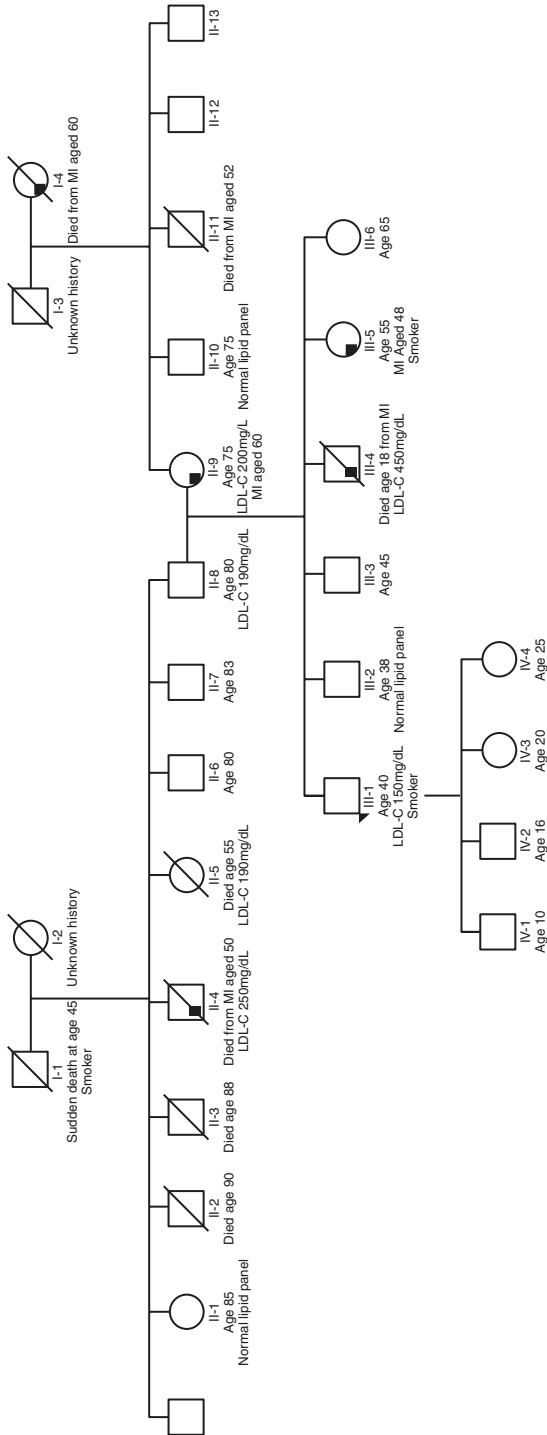 I-1
Sudden death at age 45
Smoker
I-2
Unknown history
I-3
Unknown history
I-4
Died from MI aged 60
II-1
Age 85
Normal lipid panel
II-2
Died age 90
II-3
Died age 88
II-4
Died from MI aged 50
LDL-C 250mg/dL
II-5
Died age 55
LDL-C 190mg/dL
II-6
Age 80
II-7
Age 83
II-8
Age 80
LDL-C 190mg/dL
II-9
Age 75
LDL-C 200mg/L
MI aged 60
II-10
Age 75
Normal lipid panel
II-11
Died from MI aged 52
II-12
II-13
III-1
Age 40
LDL-C 150mg/dL
Smoker
III-2
Age 38
Normal lipid panel
III-3
Age 45
III-4
Died age 18 from MI
LDL-C 450mg/dL
III-5
Age 55
MI Aged 48
Smoker
III-6
Age 65
IV-1
Age 10
IV-2
Age 16
IV-3
Age 20
IV-4
Age 25